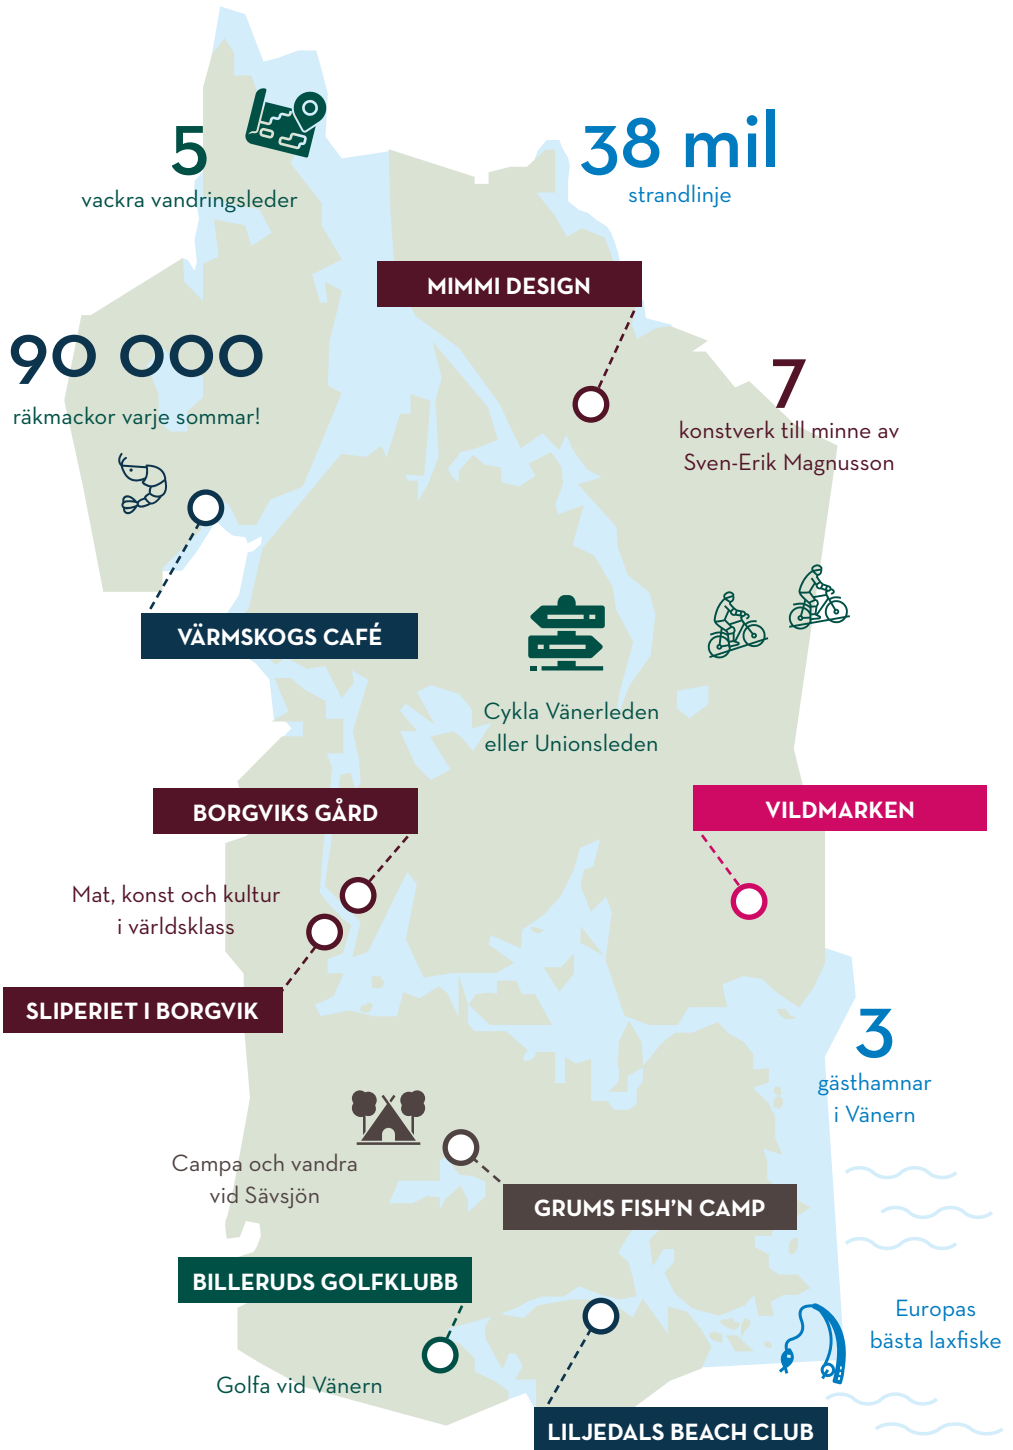 5
vackra vandringsleder
38 mil
strandlinje
MIMMI DESIGN
90 000
räkmackor varje sommar!
7
konstverk till minne av
Sven-Erik Magnusson
VÄRMSKOGS CAFÉ
Cykla Vänerleden
eller Unionsleden
BORGVIKS GÅRD
VILDMARKEN
Mat, konst och kultur
i världsklass
SLIPERIET I BORGVIK
3
gästhamnar
i Vänern
Campa och vandra
vid Sävsjön
GRUMS FISH’N CAMP
BILLERUDS GOLFKLUBB
Europas
bästa laxfiske
Golfa vid Vänern
LILJEDALS BEACH CLUB